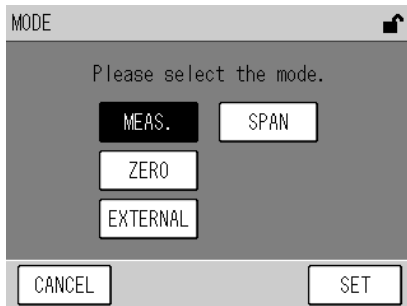 MODE
Please select the mode.
MEAS. SPAN
ZERO
EXTERNAL
CANCEL SET